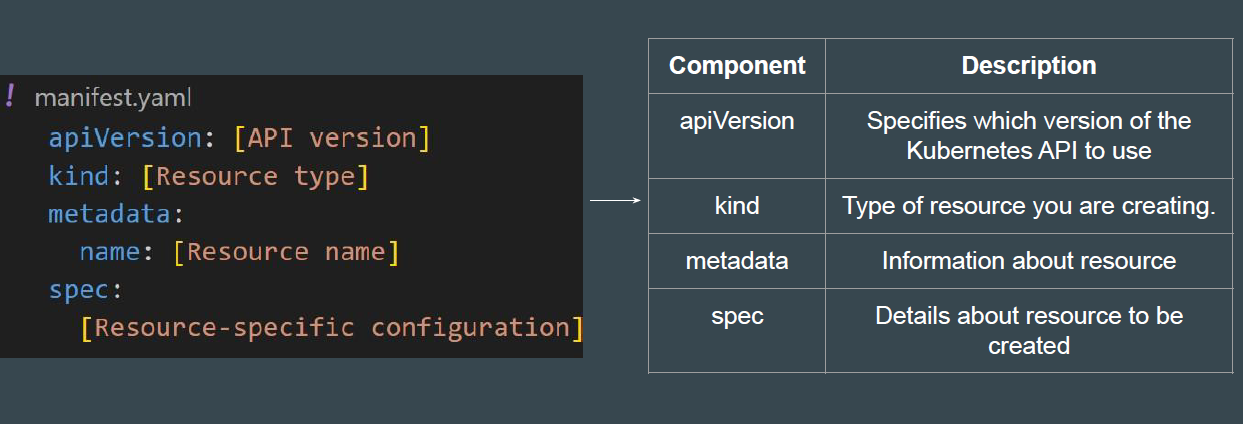 ! manifest.yaml
apiVersion: [API version]
kind: [Resource type]
metadata:
name: [Resource name]
spec:
[Resource-specific configuration]
Component
Description
apiVersion
Specifies which version of the
Kubernetes API to use
kind
Type of resource you are creating.
metadata
Information about resource
spec
Details about resource to be
created